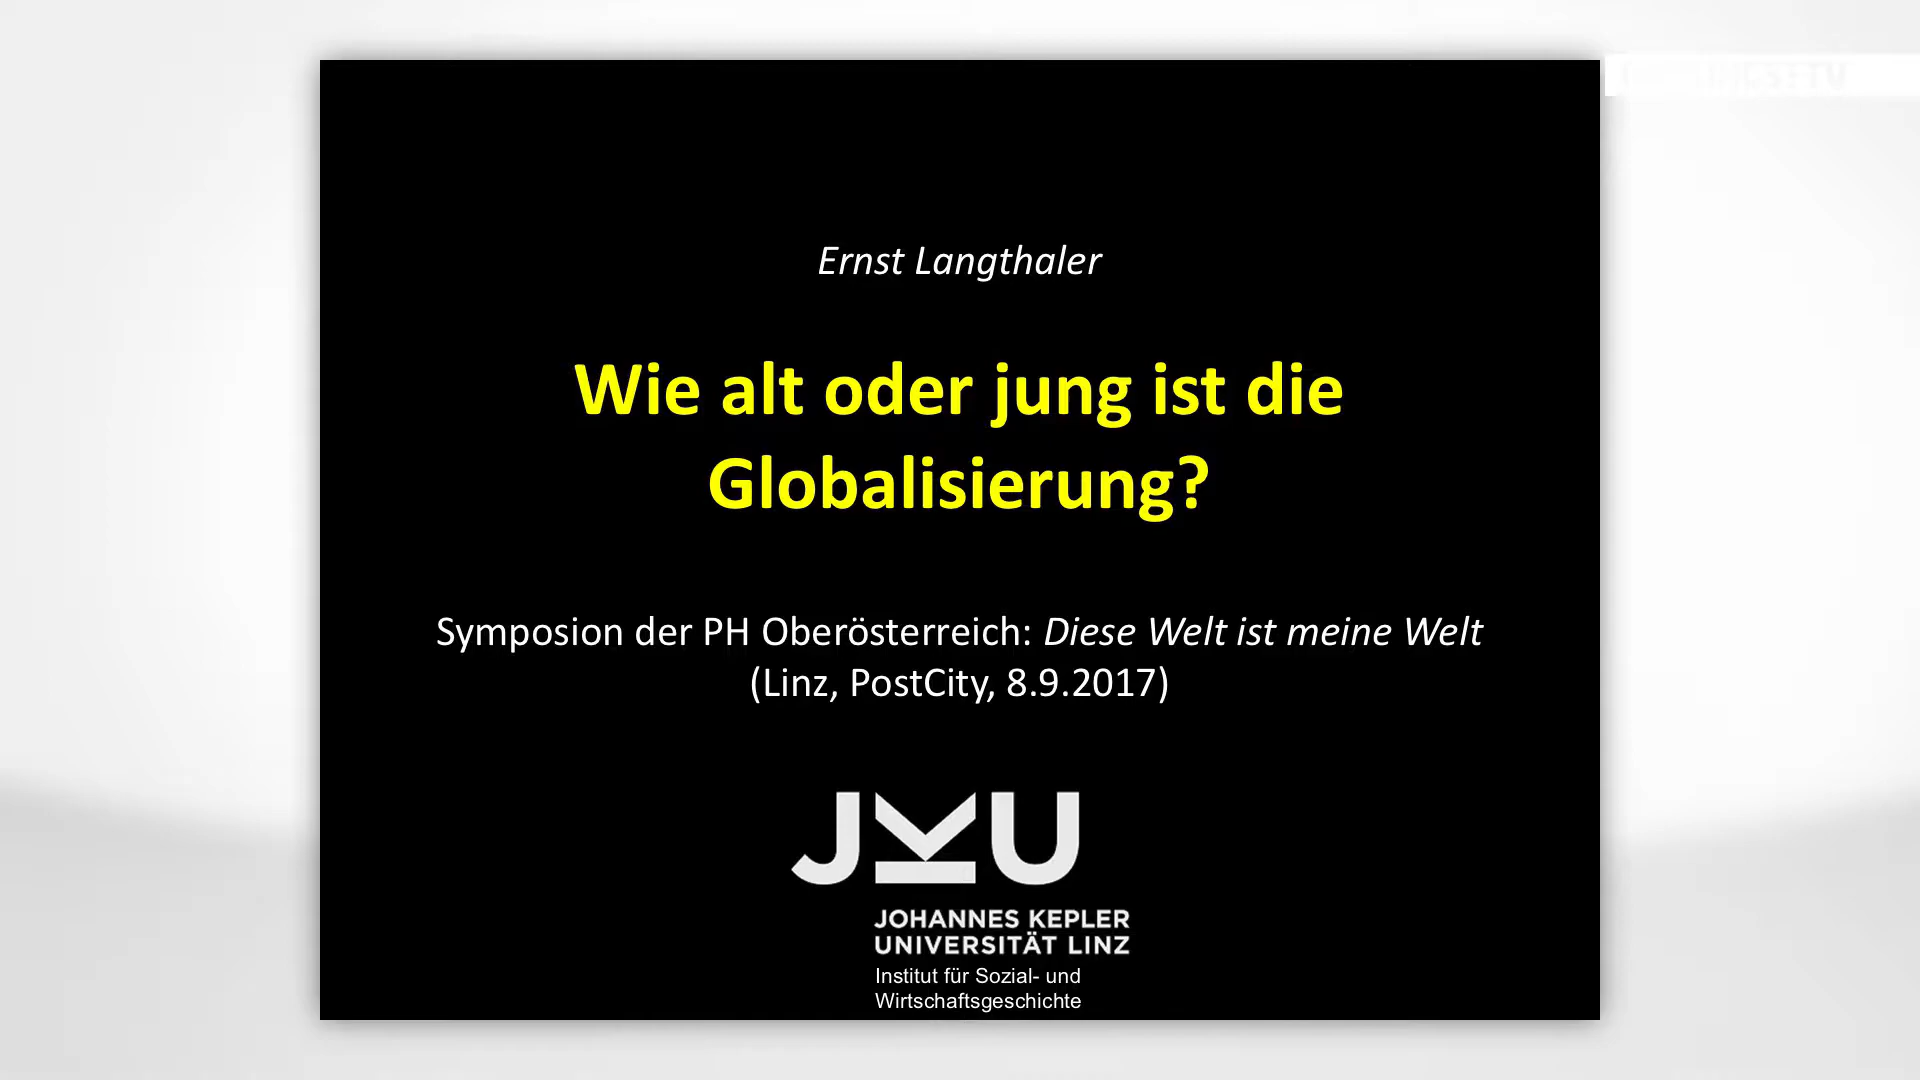 Ernst Langthaler
Wie alt oder jung ist die
Globalisierung?
Symposion der PH Oberösterreich: Diese Welt ist meine Welt
(Linz, PostCity, 8.9.2017)
JKU
JOHANNES KEPLER
UNIVERSITÄT LINZ
Institut für Sozial- und
Wirtschaftsgeschichte